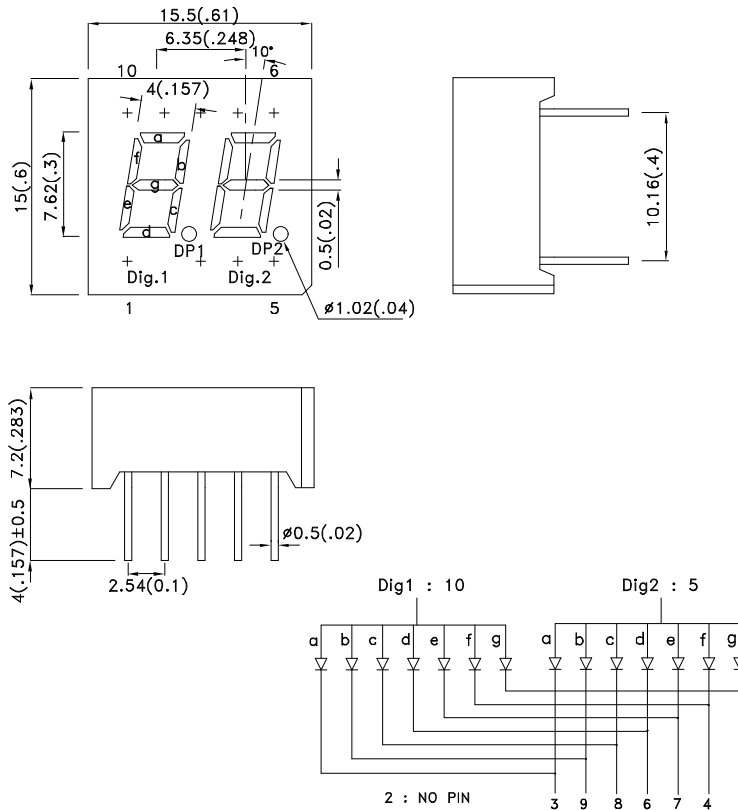 15.5(.61)
6.35(.248)
10°
10
6
4(.157)
15(.6)
7.62(.3)
a
f
b
g
e
c
d
DP1
DP2
Dig.1
Dig.2
0.5(.02)
1
5
ø1.02(.04)
10.16(.4)
7.2(.283)
4(.157)±0.5
ø0.5(.02)
2.54(0.1)
Dig1 : 10
Dig2 : 5
a b c d e f g
a b c d e f g
2 : NO PIN
3 9 8 6 7 4